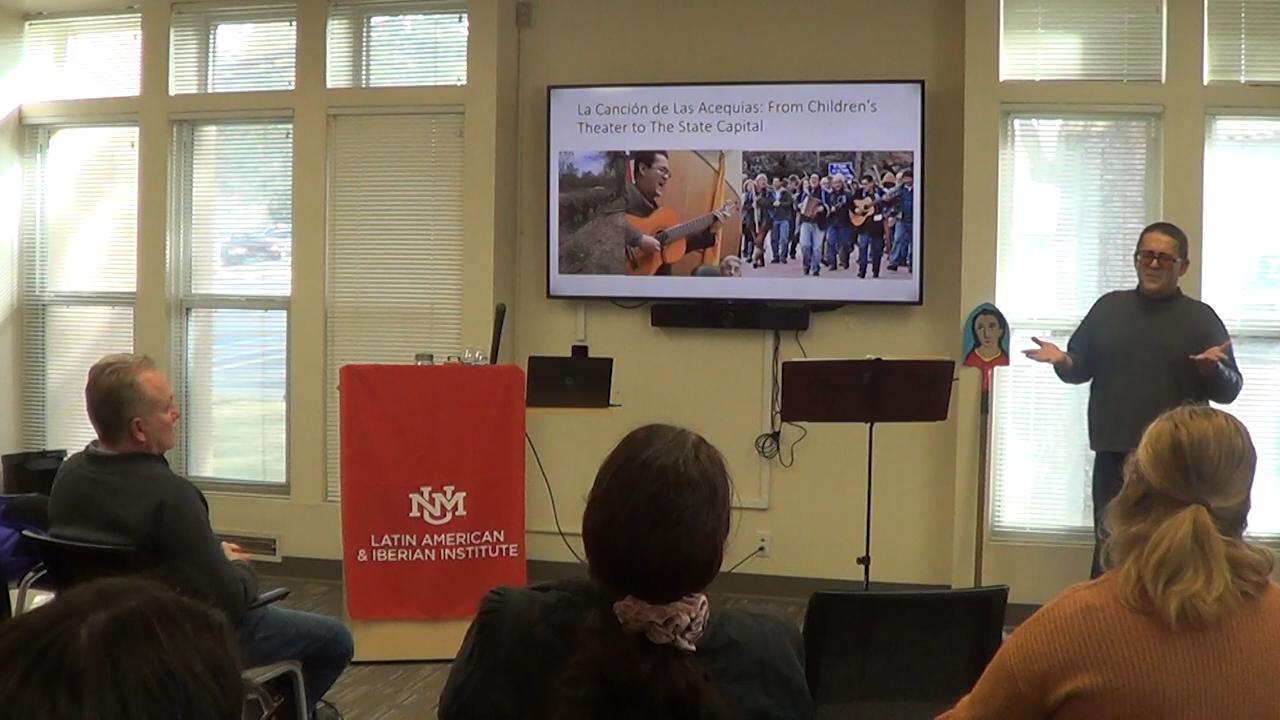 La Canción de Las Acequias: From Children's
Theater to The State Capital
UNM
LATIN AMERICAN
& IBERIAN INSTITUTE